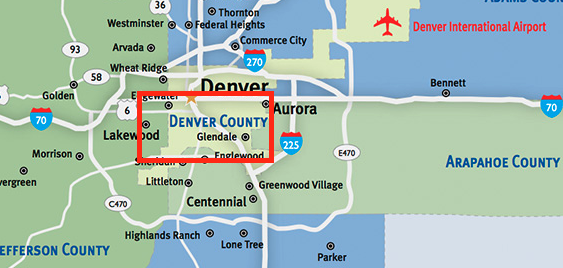 36
Thornton
ADAMS COUNTY
Westminster
Federal Heights
Denver International Airport
Commerce City
93
Arvada
270
Wheat Ridge
58
Denver
Bennett
Golden
Edgewater
Aurora
70
6
70
DENVER COUNTY
Lakewood
Glendale
225
Morrison
E470
Englewood
Sheridan
ARAPAHOE COUNTY
vergreen
Littleton
Greenwood Village
C470
Centennial
Highlands Ranch
Lone Tree
EFFERSON COUNTY
Parker